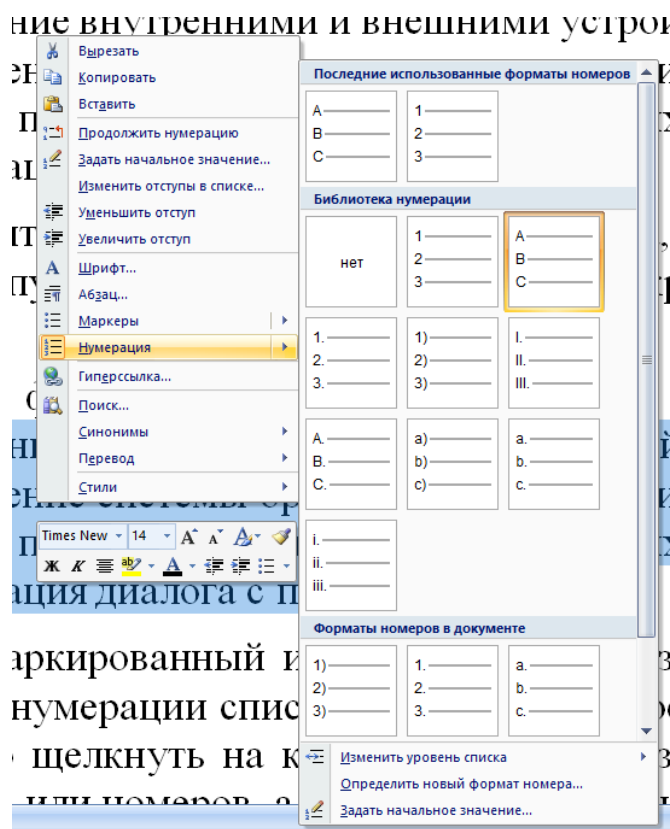 ние внутренними и внешними
Вырезать
Копировать
Вставить
Продолжить нумерацию
Задать начальное значение...
Изменить отступы в списке...
Уменьшить отступ
Увеличить отступ
Шрифт...
Абзац...
Маркеры
Нумерация
Гиперссылка...
Поиск...
Синонимы
Перевод
Стили
Times New 14
Ж К
Последние использованные форматы номеров
A 1
B 2
C 3
Библиотека нумерации
нет 1 A
2 B
3 C
1. 1) I.
2. 2) II.
3. 3) III.
A. a) a.
B. b) b.
C. c) c.
i.
ii.
iii.
Форматы номеров в документе
1) 1. a.
2) 2. b.
3) 3. c.
Изменить уровень списка
Определить новый формат номера...
Задать начальное значение...
ация диалога с п
аркированный и
нумерации спис
щелкнуть на к
или номеров, а